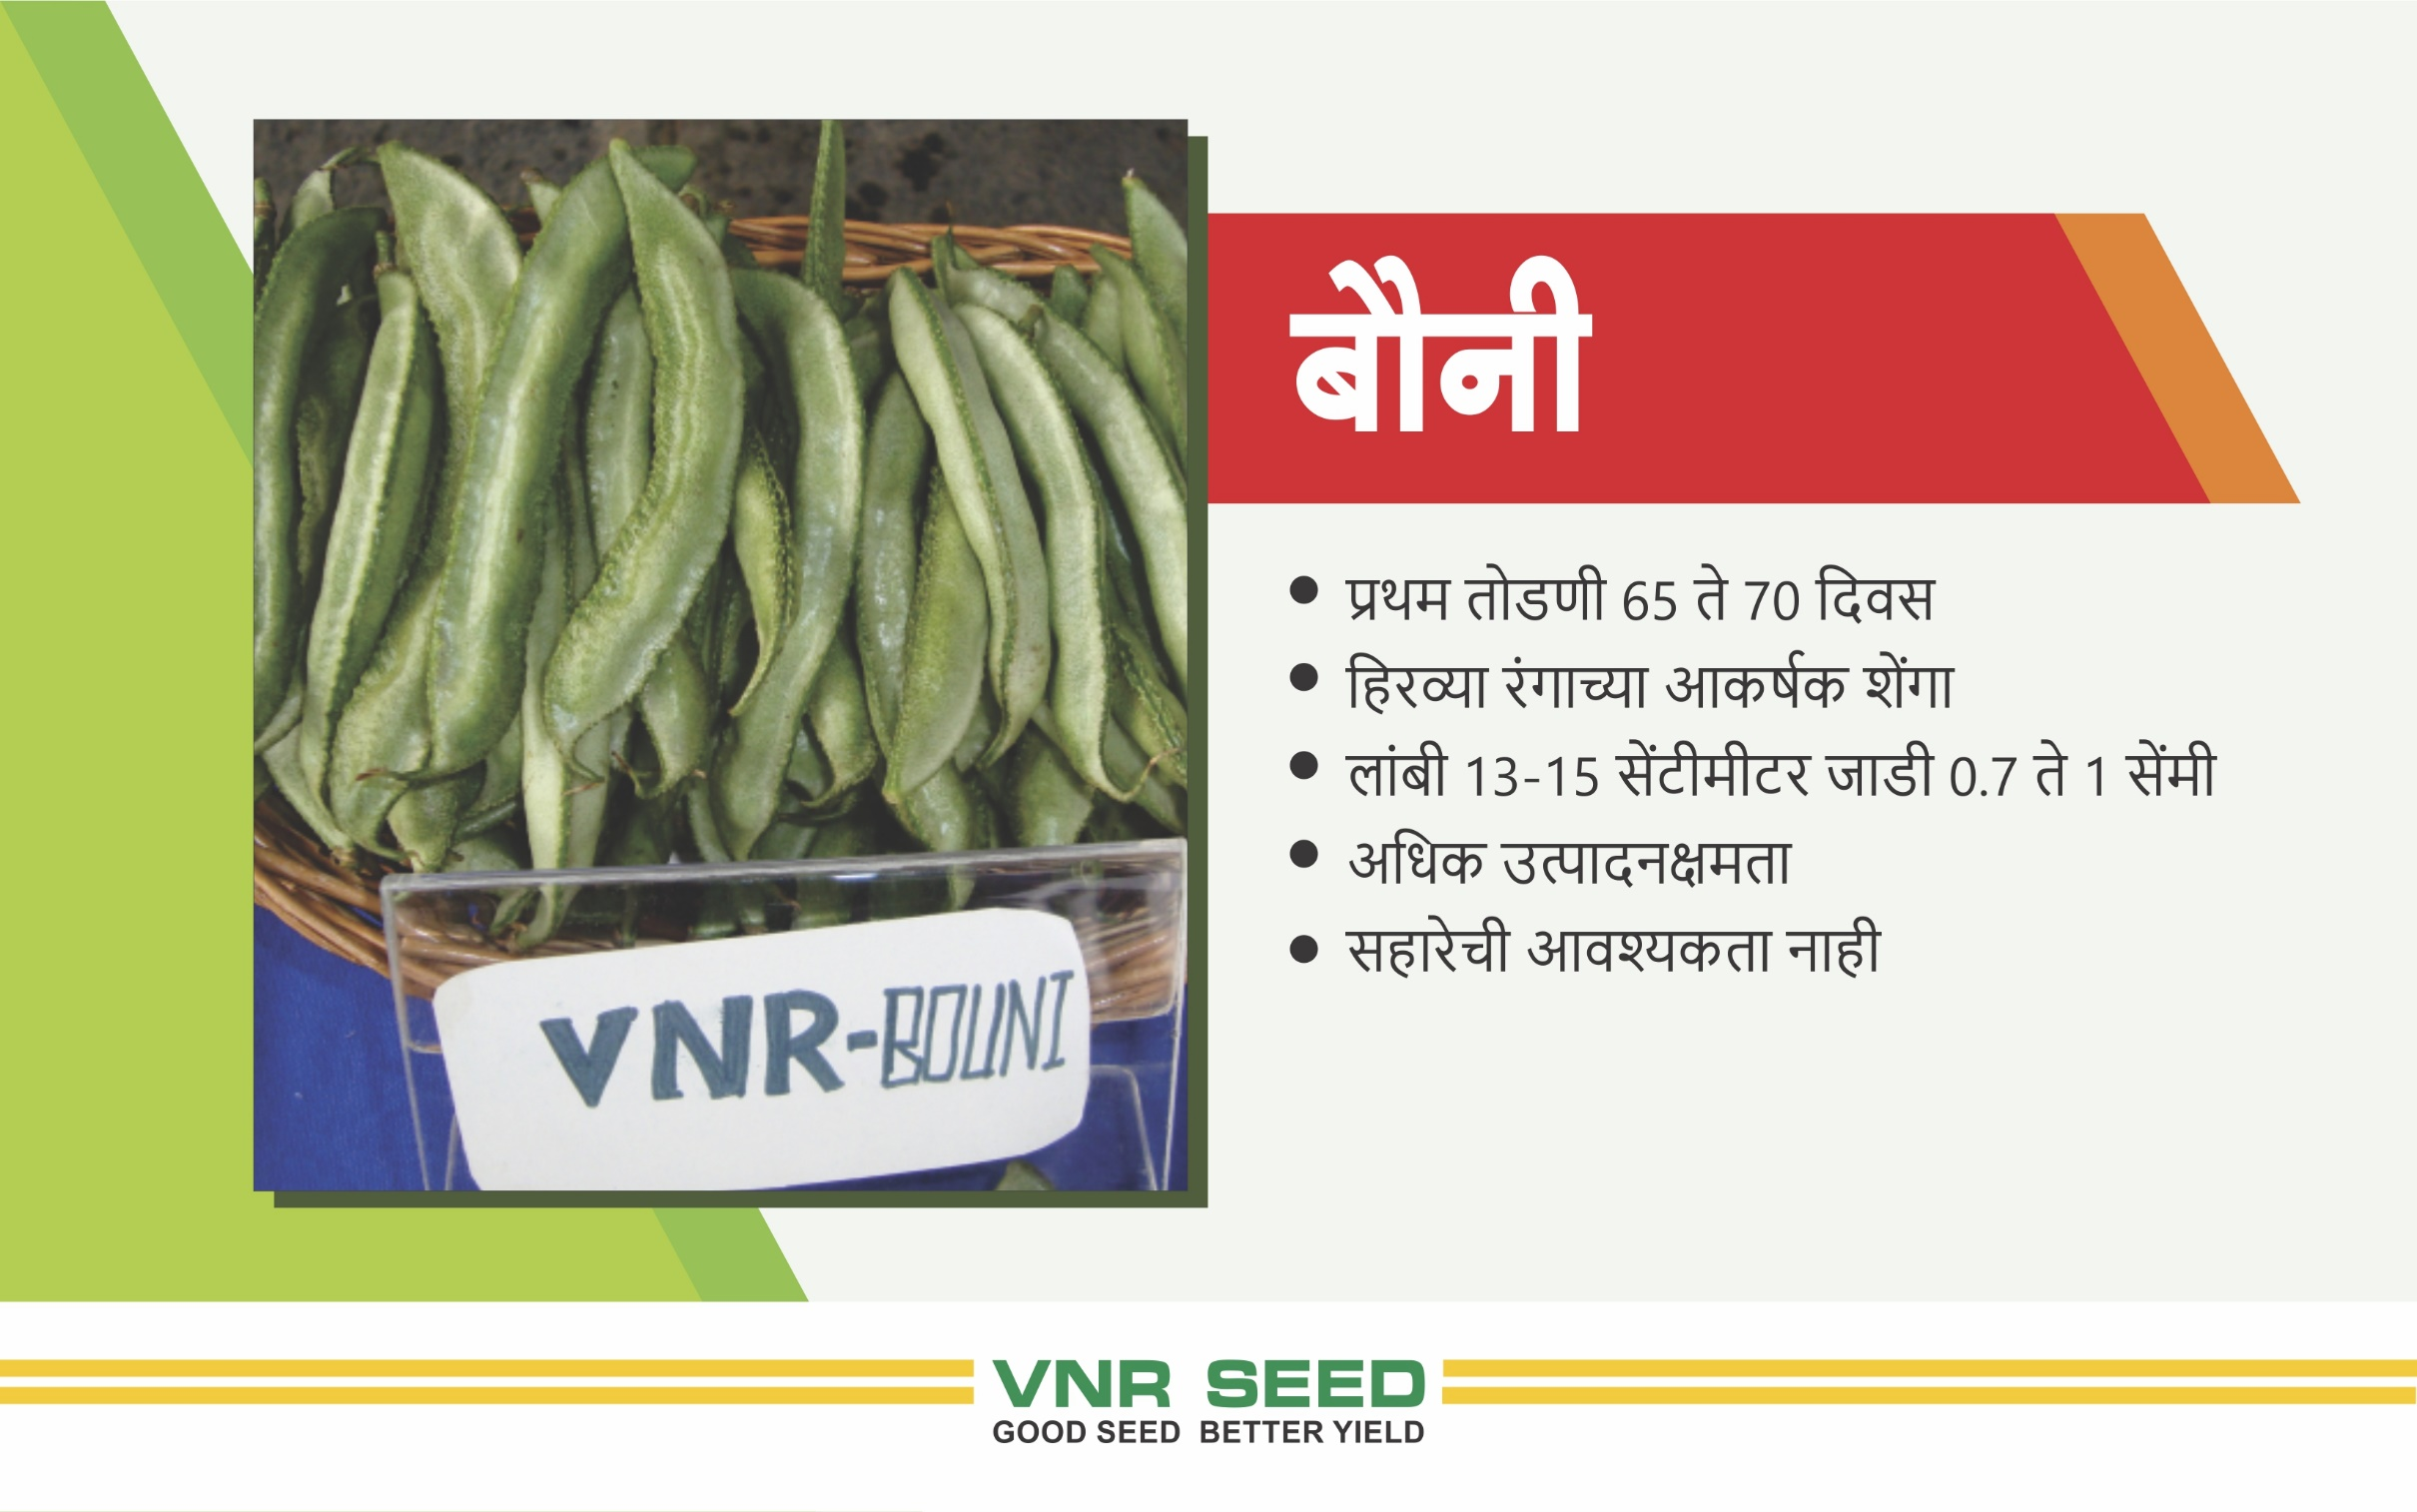 बौनी
● प्रथम तोडणी 65 ते 70 दिवस
● हिरव्या रंगाच्या आकर्षक शेंगा
● लांबी 13-15 सेंटीमीटर जाडी 0.7 ते 1 सेंमी
● अधिक उत्पादनक्षमता
● सहारेची आवश्यकता नाही
VNR-BOUNI
VNR SEED
GOOD SEED BETTER YIELD